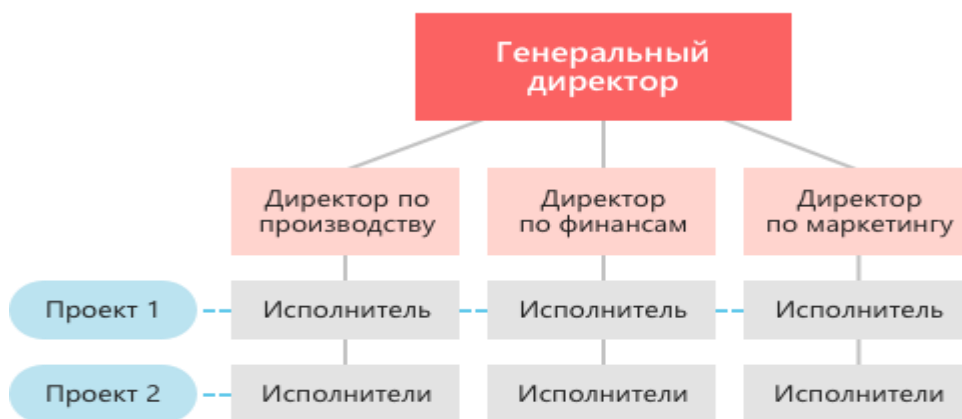 Генеральный
директор
Директор по
производству
Директор
по финансам
Директор
по маркетингу
Проект 1
Исполнитель
Исполнитель
Исполнитель
Проект 2
Исполнители
Исполнители
Исполнители